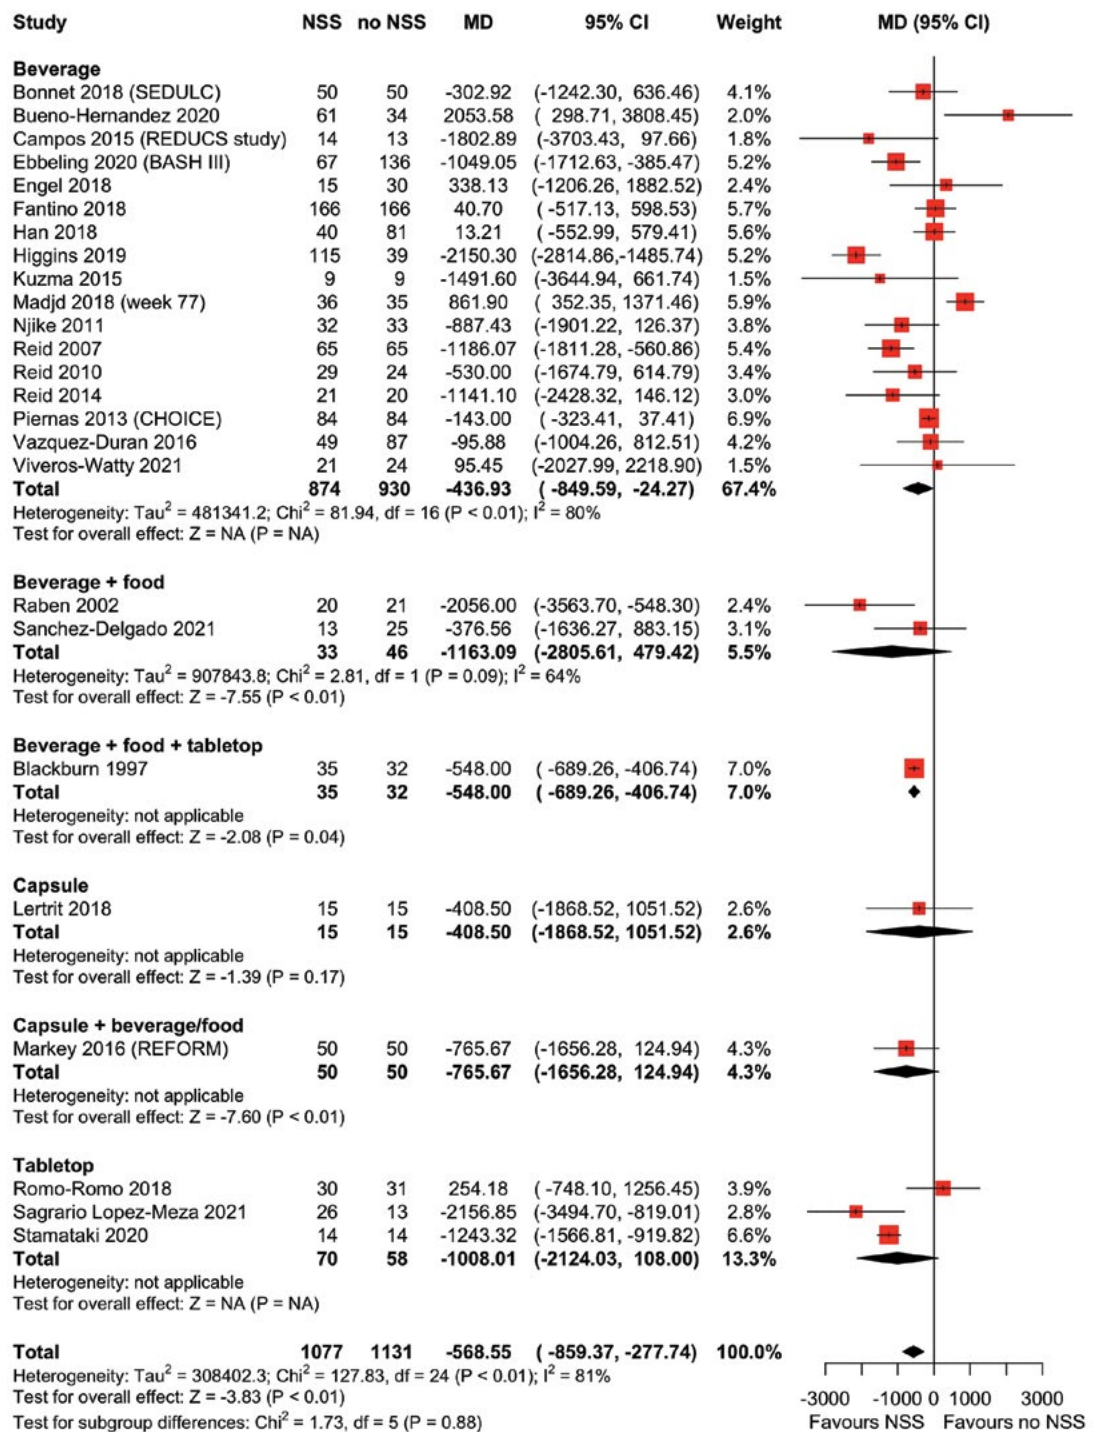 Study NSS no NSS MD 95% CI Weight MD (95% CI)
Beverage
Bonnet 2018 (SEDULC) 50 50 -302.92 (-1242.30, 636.46) 4.1%
Bueno-Hernandez 2020 61 34 2053.58 ( 298.71, 3808.45) 2.0%
Campos 2015 (REDUCS study) 14 13 -1802.89 (-3703.43, 97.66) 1.8%
Ebbeling 2020 (BASH III) 67 136 -1049.05 (-1712.63, -385.47) 5.2%
Engel 2018 15 30 338.13 (-1206.26, 1882.52) 2.4%
Fantino 2018 166 166 40.70 ( -517.13, 598.53) 5.7%
Han 2018 40 81 13.21 ( -552.99, 579.41) 5.6%
Higgins 2019 115 39 -2150.30 (-2814.86,-1485.74) 5.2%
Kuzma 2015 9 9 -1491.60 (-3644.94, 661.74) 1.5%
Madjd 2018 (week 77) 36 35 861.90 ( 352.35, 1371.46) 5.9%
Njike 2011 32 33 -887.43 (-1901.22, 126.37) 3.8%
Reid 2007 65 65 -1186.07 (-1811.28, -560.86) 5.4%
Reid 2010 29 24 -530.00 (-1674.79, 614.79) 3.4%
Reid 2014 21 20 -1141.10 (-2428.32, 146.12) 3.0%
Piernas 2013 (CHOICE) 84 84 -143.00 ( -323.41, 37.41) 6.9%
Vazquez-Duran 2016 49 87 -95.88 (-1004.26, 812.51) 4.2%
Viveros-Watty 2021 21 24 95.45 (-2027.99, 2218.90) 1.5%
Total 874 930 -436.93 ( -849.59, -24.27) 67.4%
Heterogeneity: Tau² = 481341.2; Chi² = 81.94, df = 16 (P < 0.01); I² = 80%
Test for overall effect: Z = NA (P = NA)
Beverage + food
Raben 2002 20 21 -2056.00 (-3563.70, -548.30) 2.4%
Sanchez-Delgado 2021 13 25 -376.56 (-1636.27, 883.15) 3.1%
Total 33 46 -1163.09 (-2805.61, 479.42) 5.5%
Heterogeneity: Tau² = 907843.8; Chi² = 2.81, df = 1 (P = 0.09); I² = 64%
Test for overall effect: Z = -7.55 (P < 0.01)
Beverage + food + tabletop
Blackburn 1997 35 32 -548.00 ( -689.26, -406.74) 7.0%
Total 35 32 -548.00 ( -689.26, -406.74) 7.0%
Heterogeneity: not applicable
Test for overall effect: Z = -2.08 (P = 0.04)
Capsule
Lertrit 2018 15 15 -408.50 (-1868.52, 1051.52) 2.6%
Total 15 15 -408.50 (-1868.52, 1051.52) 2.6%
Heterogeneity: not applicable
Test for overall effect: Z = -1.39 (P = 0.17)
Capsule + beverage/food
Markey 2016 (REFORM) 50 50 -765.67 (-1656.28, 124.94) 4.3%
Total 50 50 -765.67 (-1656.28, 124.94) 4.3%
Heterogeneity: not applicable
Test for overall effect: Z = -7.60 (P < 0.01)
Tabletop
Romo-Romo 2018 30 31 254.18 ( -748.10, 1256.45) 3.9%
Sagrario Lopez-Meza 2021 26 13 -2156.85 (-3494.70, -819.01) 2.8%
Stamataki 2020 14 14 -1243.32 (-1566.81, -919.82) 6.6%
Total 70 58 -1008.01 (-2124.03, 108.00) 13.3%
Heterogeneity: not applicable
Test for overall effect: Z = NA (P = NA)
Total 1077 1131 -568.55 ( -859.37, -277.74) 100.0%
Heterogeneity: Tau² = 308402.3; Chi² = 127.83, df = 24 (P < 0.01); I² = 81%
Test for overall effect: Z = -3.83 (P < 0.01)
Test for subgroup differences: Chi² = 1.73, df = 5 (P = 0.88)
-3000 -1000 0 1000 3000
Favours NSS Favours no NSS